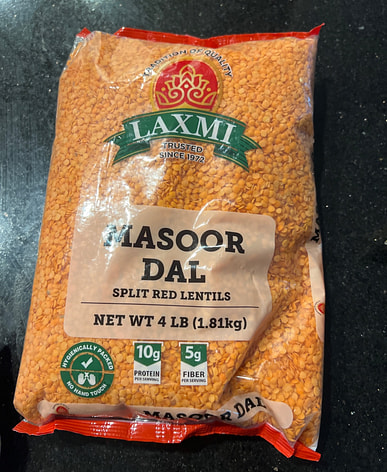 TRADITION OF QUALITY
LAXMI
TRUSTED
SINCE 1972
MASOOR
DAL
SPLIT RED LENTILS
NET WT 4 LB (1.81kg)
HYGIENICALLY PACKED
NO HAND TOUCH
10g
PROTEIN
PER SERVING
5g
FIBER
PER SERVING
MASOOR DAL